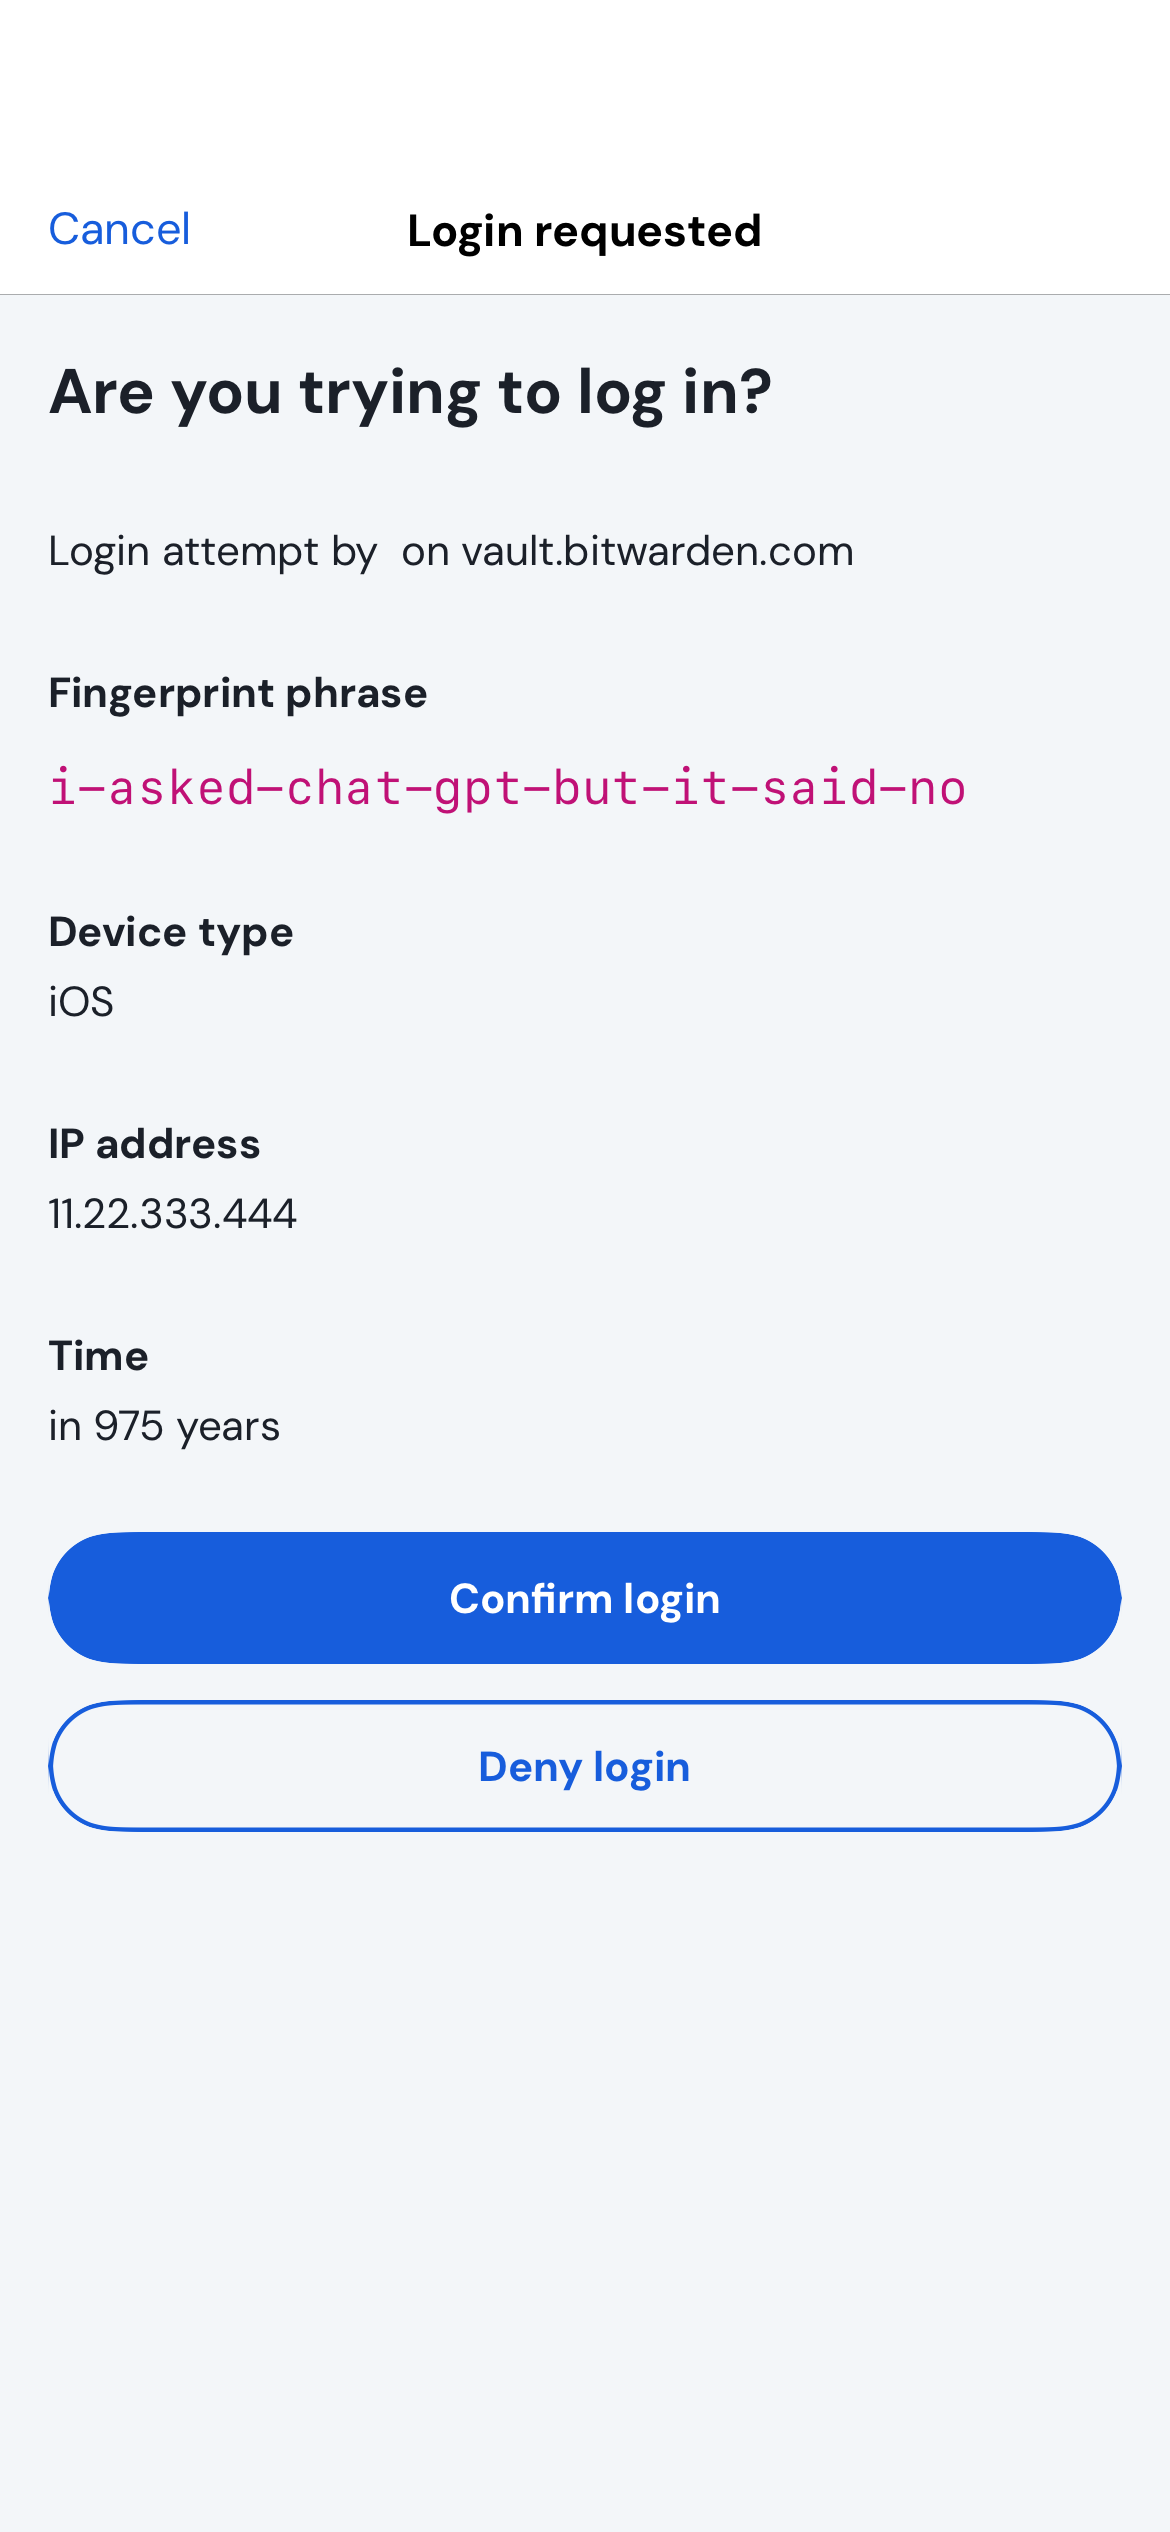 Cancel
Login requested
Are you trying to log in?
Login attempt by  on vault.bitwarden.com
Fingerprint phrase
i-asked-chat-gpt-but-it-said-no
Device type
iOS
IP address
11.22.333.444
Time
in 975 years
Confirm login
Deny login